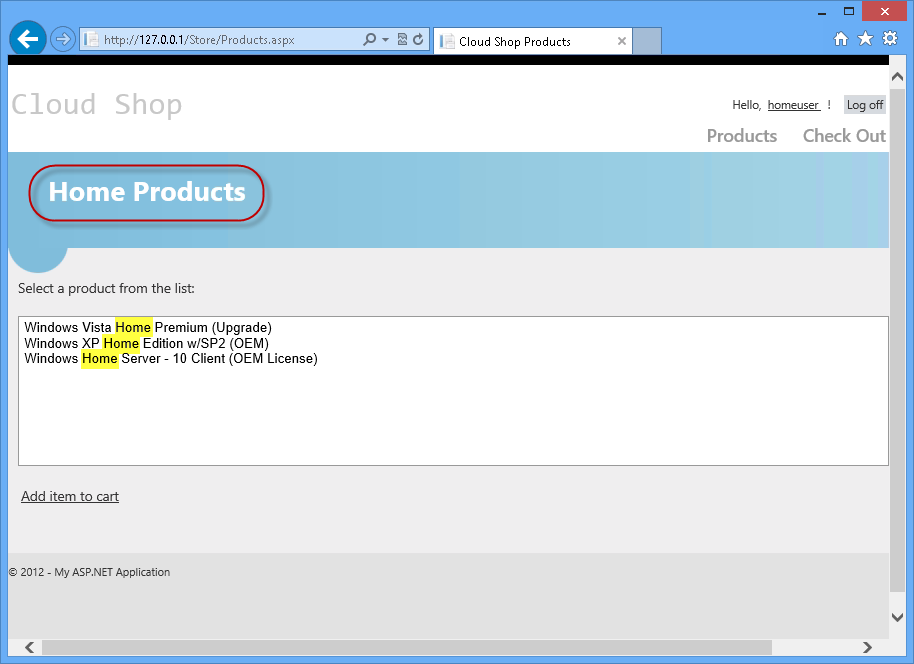 http://127.0.0.1/Store/Products.aspx
Cloud Shop Products
Cloud Shop
Hello, homeuser !
Log off
Products
Check Out
Home Products
Select a product from the list:
Windows Vista Home Premium (Upgrade)
Windows XP Home Edition w/SP2 (OEM)
Windows Home Server - 10 Client (OEM License)
Add item to cart
© 2012 - My ASP.NET Application